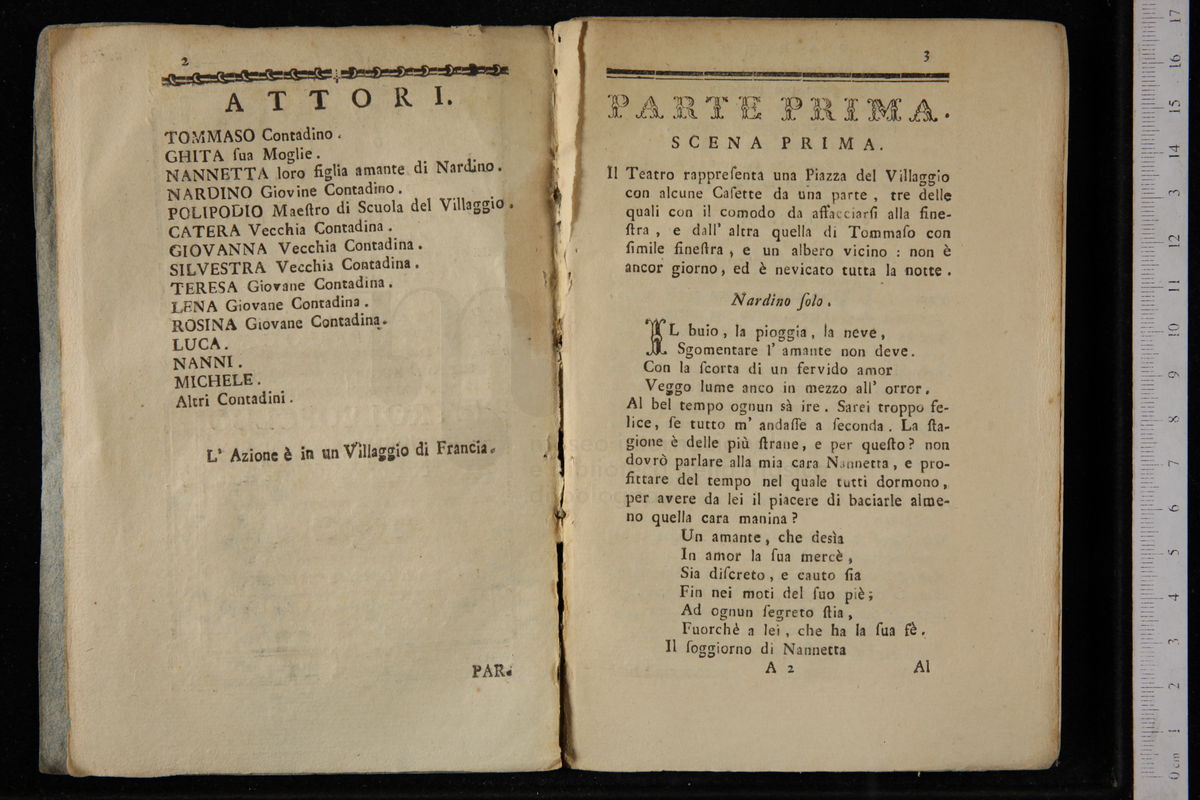 2
ATTORI.
TOMMASO Contadino.
GHITA ſua Moglie.
NANNETTA loro figlia amante di Nardino.
NARDINO Giovine Contadino.
POLIPODIO Maeſtro di Scuola del Villaggio.
CATERA Vecchia Contadina.
GIOVANNA Vecchia Contadina.
SILVESTRA Vecchia Contadina.
TERESA Giovane Contadina.
LENA Giovane Contadina.
ROSINA Giovane Contadina.
LUCA.
NANNI.
MICHELE.
Altri Contadini.
L' Azione è in un Villaggio di Francia.
PAR.
3
PARTE PRIMA.
SCENA PRIMA.
Il Teatro rappreſenta una Piazza del Villaggio
con alcune Caſette da una parte, tre delle
quali con il comodo da affacciarſi alla fine-
ſtra, e dall' altra quella di Tommaſo con
ſimile fineſtra, e un albero vicino: non è
ancor giorno, ed è nevicato tutta la notte.
Nardino ſolo.
IL buio, la pioggia, la neve,
Sgomentare l' amante non deve.
Con la ſcorta di un fervido amor
Veggo lume anco in mezzo all' orror.
Al bel tempo ognun sà ire. Sarei troppo fe-
lice, ſe tutto m' andaſſe a ſeconda. La ſta-
gione è delle più ſtrane, e per queſto? non
dovrò parlare alla mia cara Nannetta, e pro-
fittare del tempo nel quale tutti dormono,
per avere da lei il piacere di baciarle alme-
no quella cara manina?
Un amante, che desìa
In amor la ſua mercè,
Sia diſcreto, e cauto ſia
Fin nei moti del ſuo piè;
Ad ognun ſegreto ſtia,
Fuorchè a lei, che ha la ſua fè.
Il ſoggiorno di Nannetta
A 2
Al